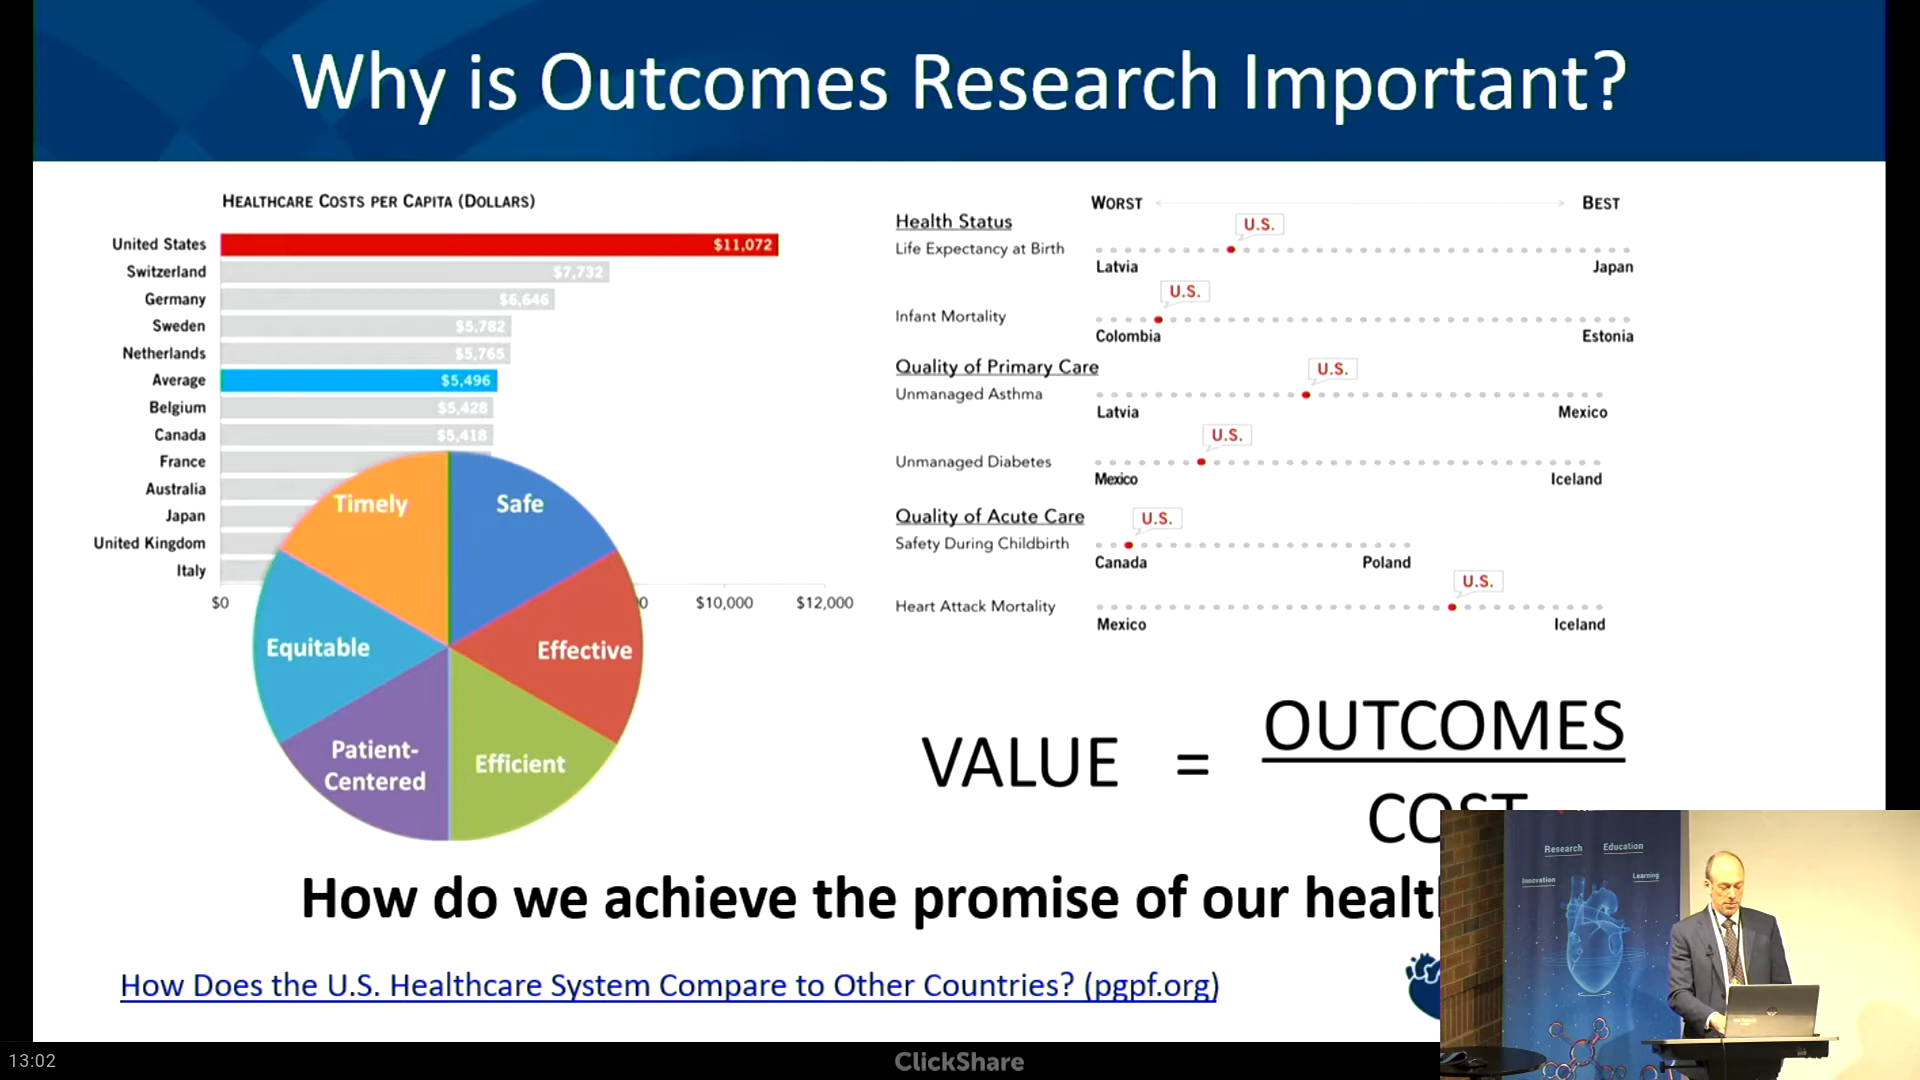 Why is Outcomes Research Important?
HEALTHCARE COSTS PER CAPITA (DOLLARS)
United States $11,072
Switzerland $7,732
Germany $6,646
Sweden $5,782
Netherlands $5,765
Average $5,496
Belgium $5,428
Canada $5,418
France
Australia
Japan
United Kingdom
Italy
$0 0 $10,000 $12,000
Timely
Safe
Equitable
Effective
Patient-
Centered
Efficient
WORST BEST
Health Status
U.S.
Life Expectancy at Birth
Latvia Japan
U.S.
Infant Mortality
Colombia Estonia
Quality of Primary Care
U.S.
Unmanaged Asthma
Latvia Mexico
U.S.
Unmanaged Diabetes
Mexico Iceland
Quality of Acute Care
U.S.
Safety During Childbirth
Canada Poland
U.S.
Heart Attack Mortality
Mexico Iceland
VALUE = OUTCOMES
COST
How do we achieve the promise of our healt
How Does the U.S. Healthcare System Compare to Other Countries? (pgpf.org)
Research Education
Innovation Learning
13:02
ClickShare